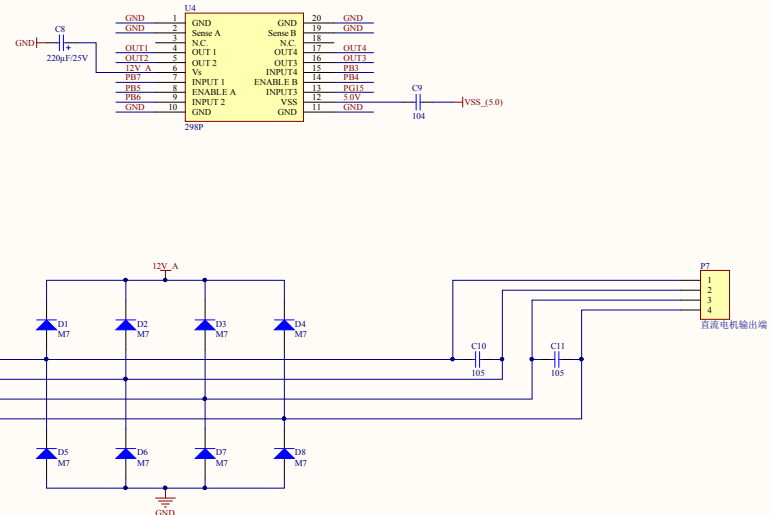 U4
C8
GND
220μF/25V
GND 1 GND GND 20 GND
GND 2 Sense A Sense B 19 GND
3 N.C. N.C. 18
OUT1 4 OUT 1 OUT4 17 OUT4
OUT2 5 OUT 2 OUT3 16 OUT3
12V_A 6 Vs INPUT4 15 PB3
PB7 7 INPUT 1 ENABLE B 14 PB4
PB5 8 ENABLE A INPUT3 13 PG15
PB6 9 INPUT 2 VSS 12 5.0V
GND 10 GND GND 11 GND
298P
C9
104
VSS_(5.0)
12V_A
P7
1
2
3
4
直流电机输出端
D1
M7
D2
M7
D3
M7
D4
M7
C10
105
C11
105
D5
M7
D6
M7
D7
M7
D8
M7
GND